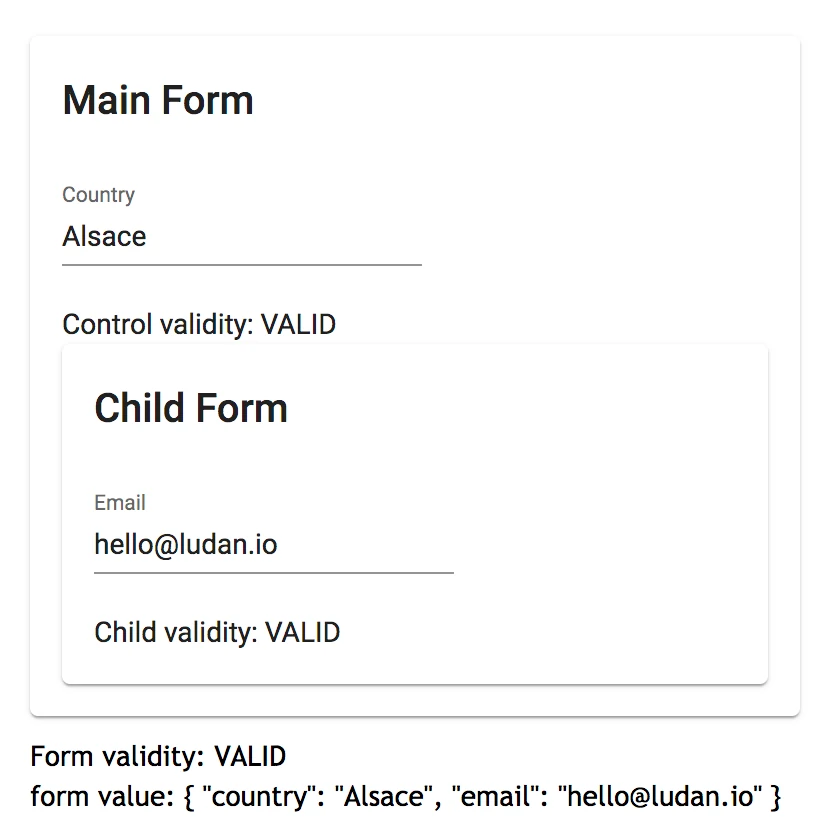 Main Form
Country
Alsace
Control validity: VALID
Child Form
Email
hello@ludan.io
Child validity: VALID
Form validity: VALID
form value: { "country": "Alsace", "email": "hello@ludan.io" }